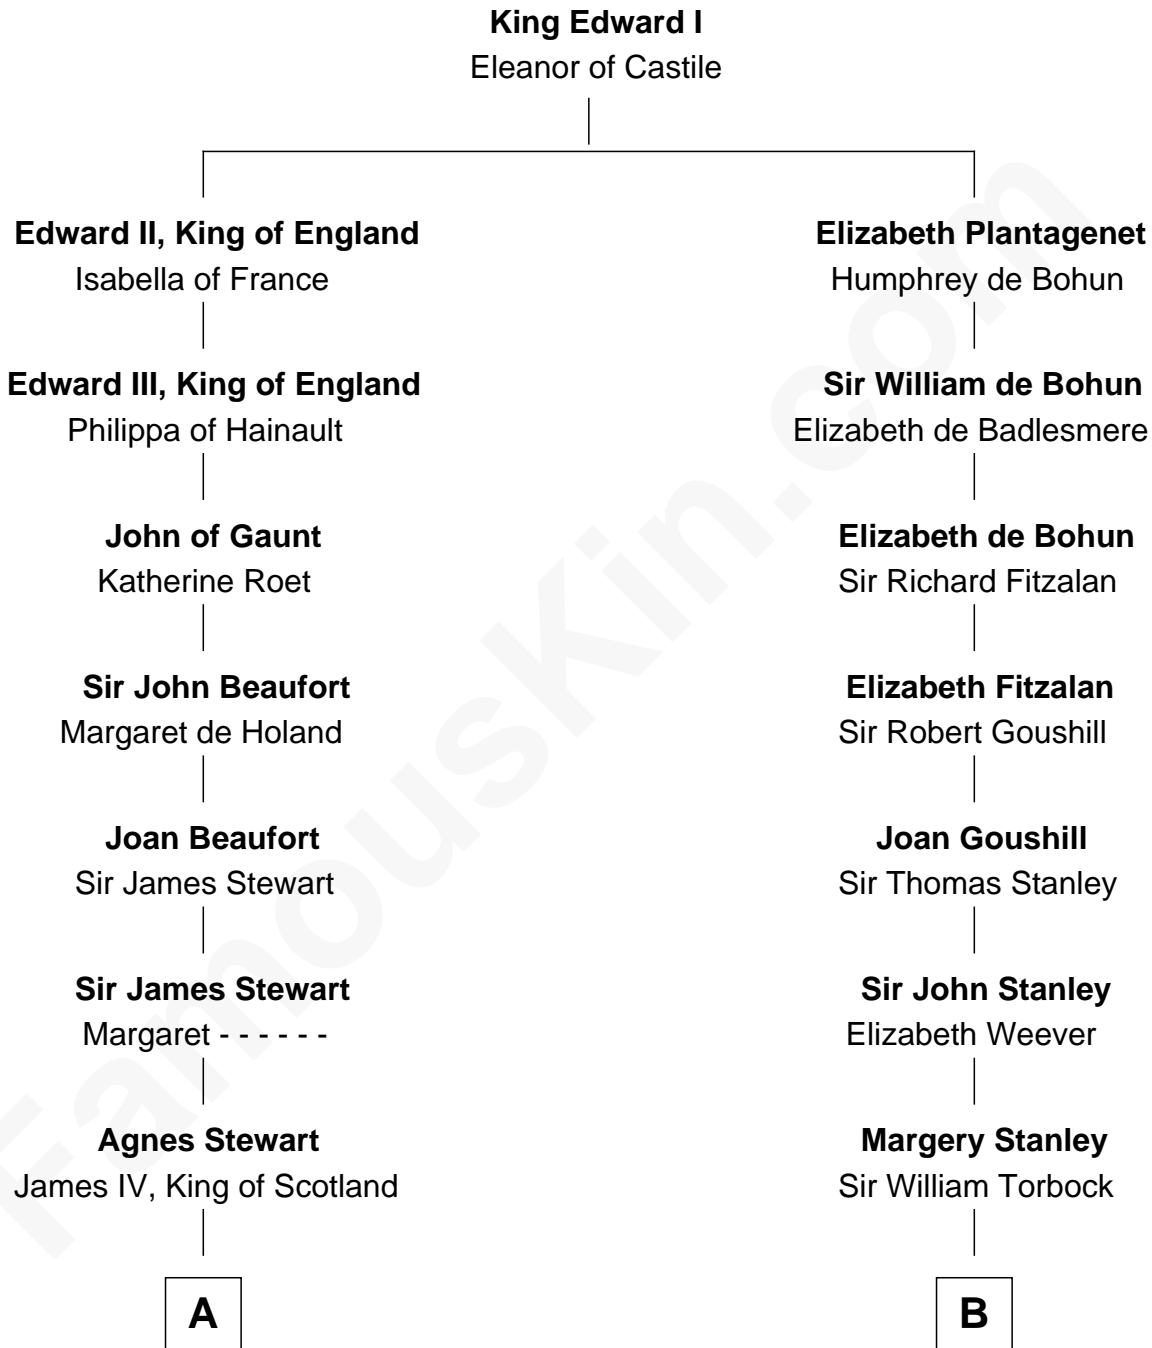 King Edward I
Eleanor of Castile
Edward II, King of England
Isabella of France
Elizabeth Plantagenet
Humphrey de Bohun
Edward III, King of England
Philippa of Hainault
Sir William de Bohun
Elizabeth de Badlesmere
John of Gaunt
Katherine Roet
Elizabeth de Bohun
Sir Richard Fitzalan
Sir John Beaufort
Margaret de Holand
Elizabeth Fitzalan
Sir Robert Goushill
Joan Beaufort
Sir James Stewart
Joan Goushill
Sir Thomas Stanley
Sir James Stewart
Margaret - - - - - -
Sir John Stanley
Elizabeth Weever
Agnes Stewart
James IV, King of Scotland
Margery Stanley
Sir William Torbock
A
B
FamousKin.com